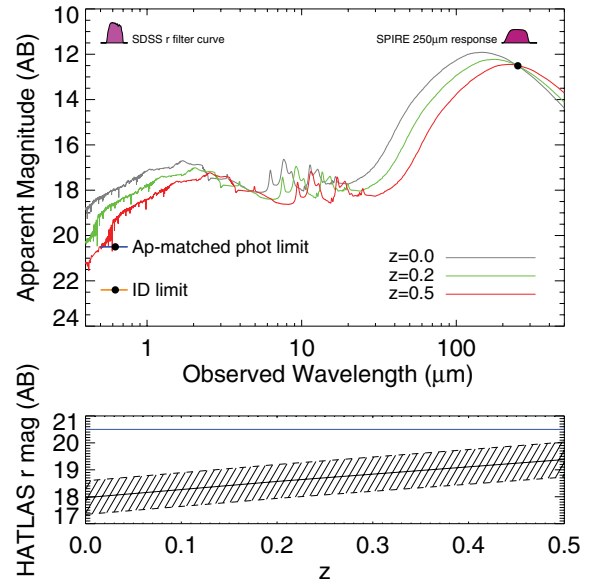 SDSS r filter curve
SPIRE 250μm response
Apparent Magnitude (AB)
10
12
14
16
18
20
22
24
Ap-matched phot limit
ID limit
z=0.0
z=0.2
z=0.5
1
10
100
Observed Wavelength (μm)
HATLAS r mag (AB)
21
20
19
18
17
0.0
0.1
0.2
0.3
0.4
0.5
z